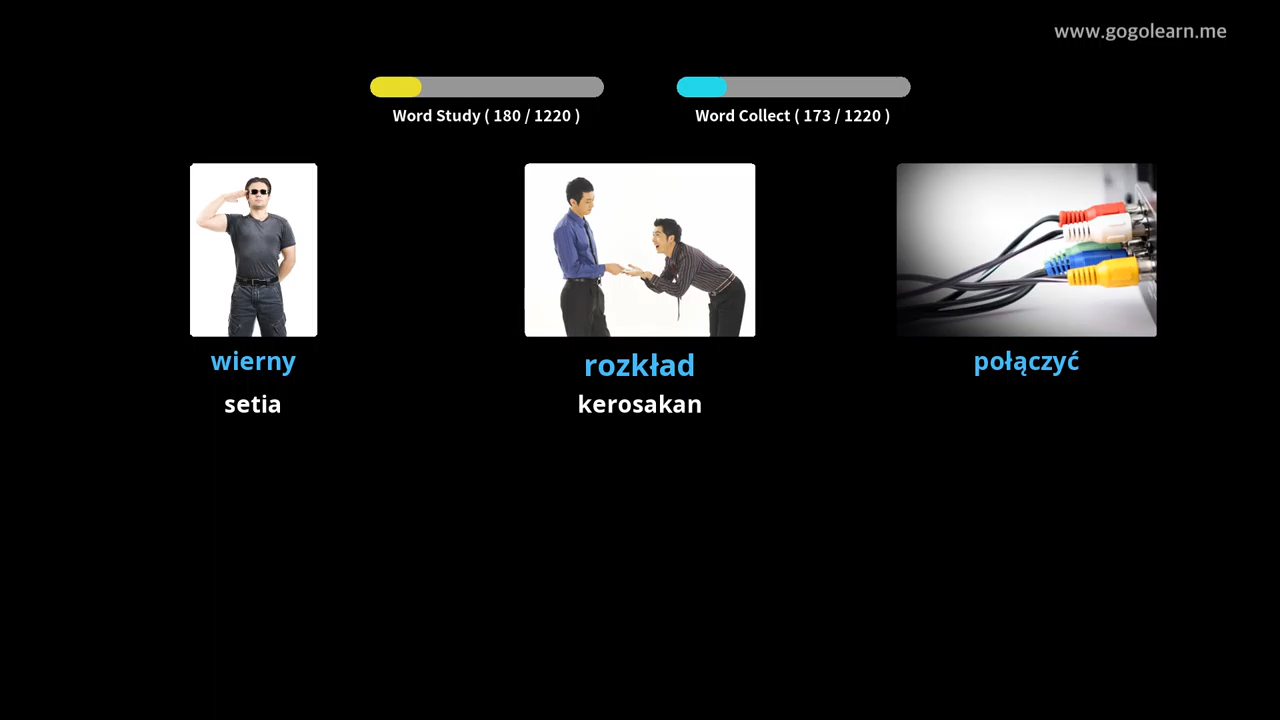 www.gogolearn.me
Word Study ( 180 / 1220 )
Word Collect ( 173 / 1220 )
wierny
rozkład
połączyć
setia
kerosakan